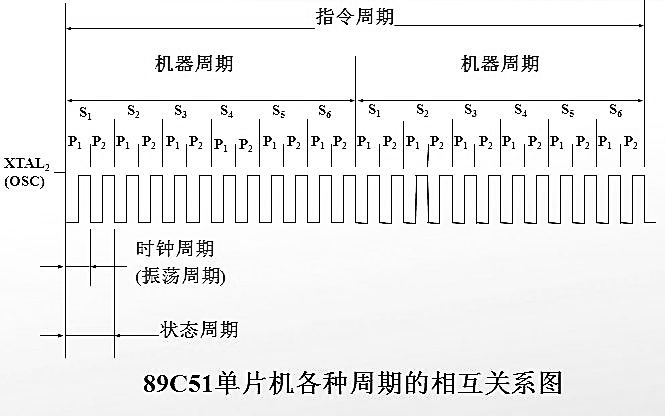 指令周期
机器周期 机器周期
S1 S2 S3 S4 S5 S6 S1 S2 S3 S4 S5 S6
P1 P2 P1 P2 P1 P2 P1 P2 P1 P2 P1 P2 P1 P2 P1 P2 P1 P2 P1 P2 P1 P2 P1 P2
XTAL2
(OSC)
时钟周期
(振荡周期)
状态周期
89C51单片机各种周期的相互关系图